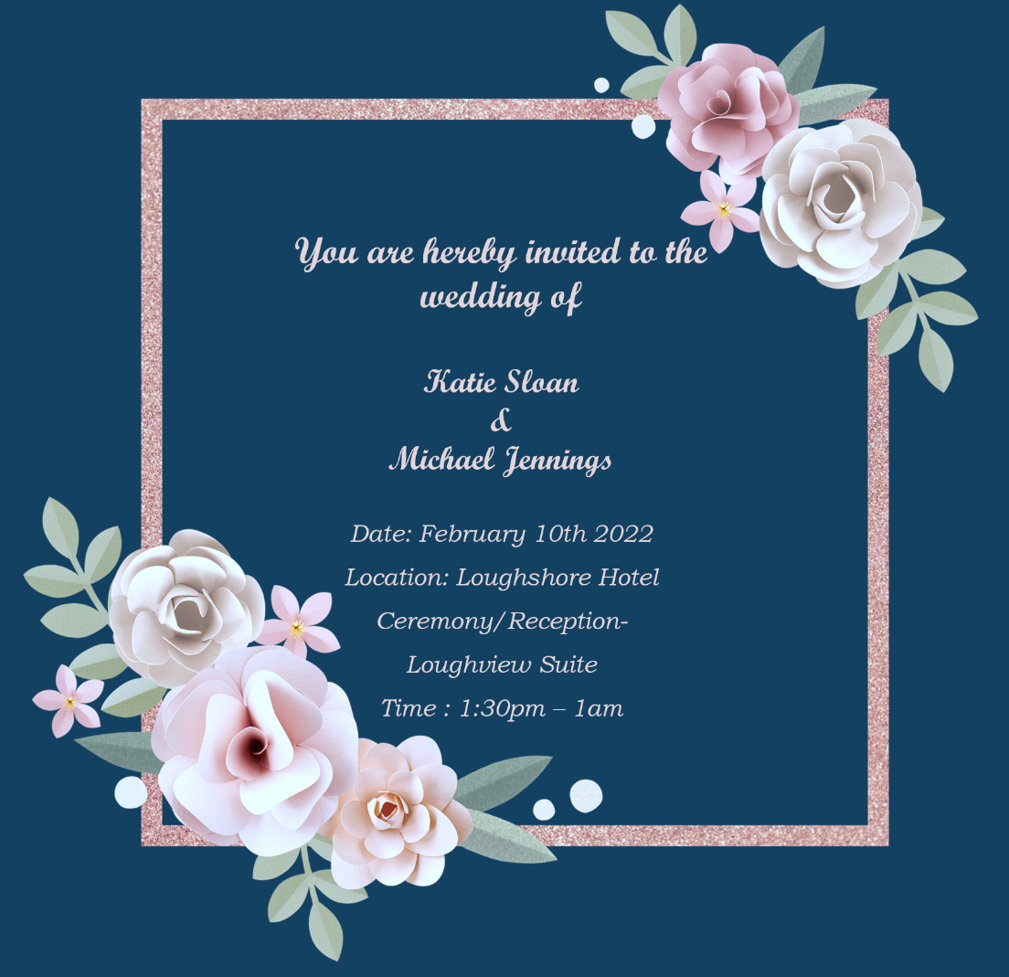 You are hereby invited to the
wedding of
Katie Sloan
&
Michael Jennings
Date: February 10th 2022
Location: Loughshore Hotel
Ceremony/Reception-
Loughview Suite
Time : 1:30pm – 1am